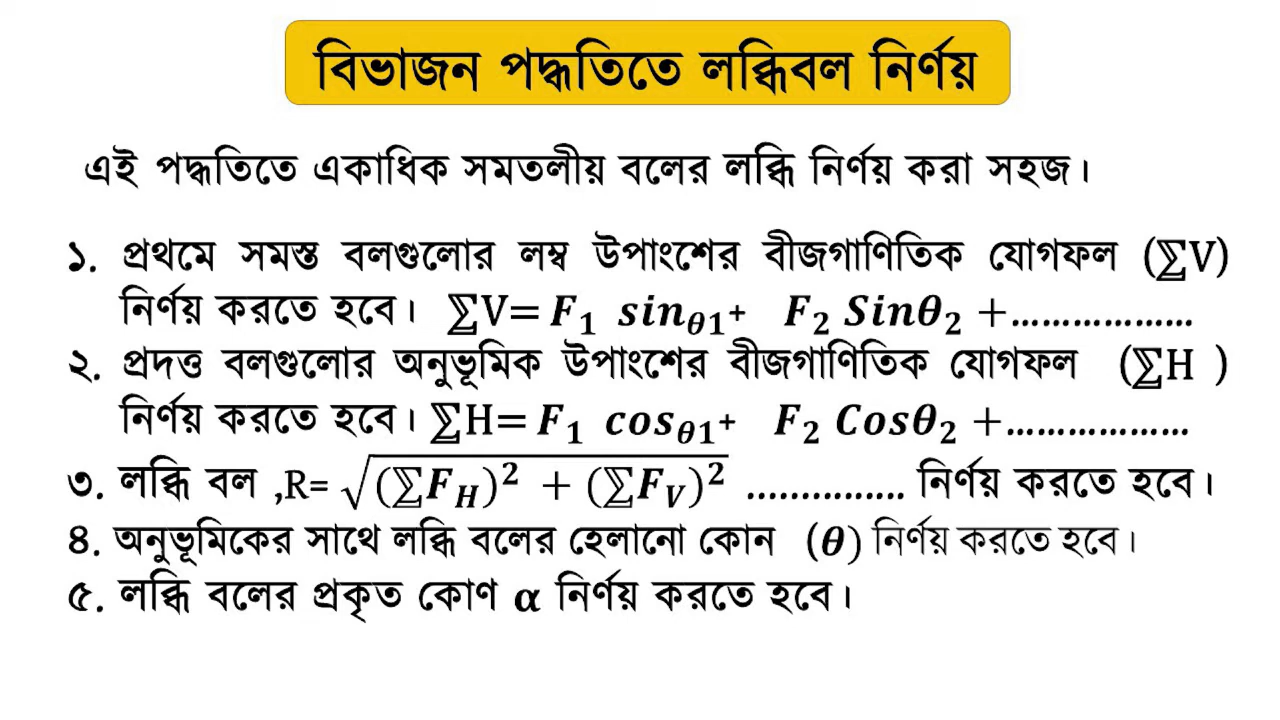 বিভাজন পদ্ধতিতে লব্ধিবল নির্ণয়
এই পদ্ধতিতে একাধিক সমতলীয় বলের লব্ধি নির্ণয় করা সহজ।
১. প্রথমে সমস্ত বলগুলোর লম্ব উপাংশের বীজগাণিতিক যোগফল (∑V)
নির্ণয় করতে হবে। ∑V= F₁ sin_θ1+ F₂ Sinθ₂ +………………
২. প্রদত্ত বলগুলোর অনুভূমিক উপাংশের বীজগাণিতিক যোগফল (∑H )
নির্ণয় করতে হবে। ∑H= F₁ cos_θ1+ F₂ Cosθ₂ +………………
৩. লব্ধি বল ,R= √((∑F_H)² + (∑F_V)²) ............... নির্ণয় করতে হবে।
৪. অনুভূমিকের সাথে লব্ধি বলের হেলানো কোন (θ) নির্ণয় করতে হবে।
৫. লব্ধি বলের প্রকৃত কোণ α নির্ণয় করতে হবে।